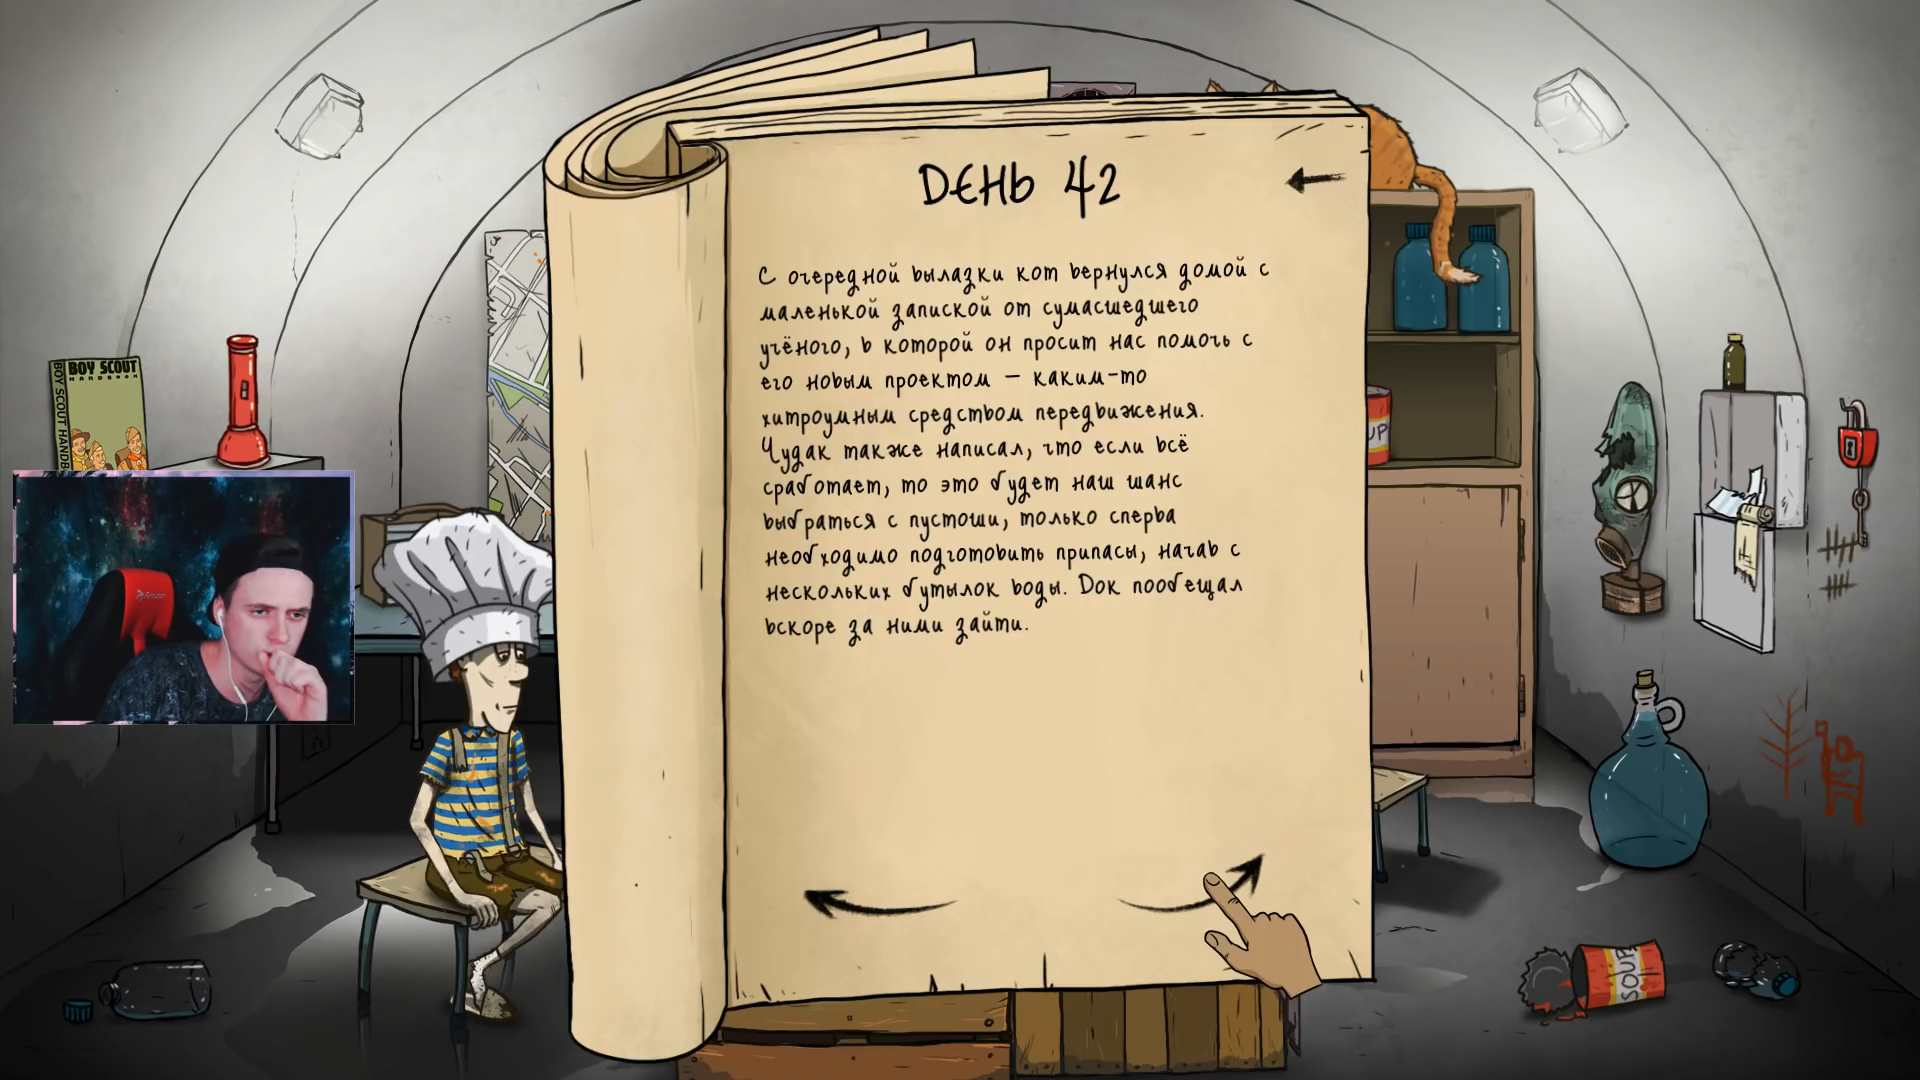 ДЕНЬ 42
С очередной вылазки кот вернулся домой с
маленькой запиской от сумасшедшего
учёного, в которой он просит нас помочь с
его новым проектом — каким-то
хитроумным средством передвижения.
Чудак также написал, что если всё
сработает, то это будет наш шанс
выбраться с пустоши, только сперва
необходимо подготовить припасы, начав с
нескольких бутылок воды. Док пообещал
вскоре за ними зайти.
BOY SCOUT
HANDBOOK
BOY SCOUT HANDB
UP
SOUP